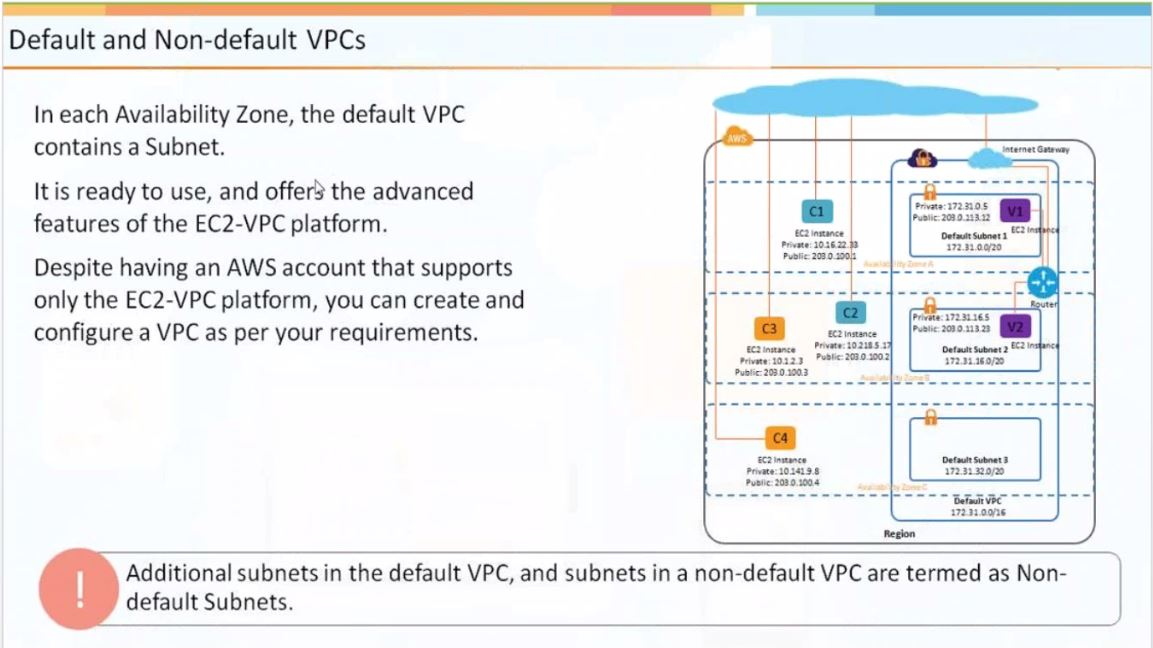 Default and Non-default VPCs
In each Availability Zone, the default VPC
contains a Subnet.
It is ready to use, and offers the advanced
features of the EC2-VPC platform.
Despite having an AWS account that supports
only the EC2-VPC platform, you can create and
configure a VPC as per your requirements.
AWS
Internet Gateway
C1
EC2 Instance
Private: 10.16.22.33
Public: 203.0.100.1
Private: 172.31.0.5
Public: 203.0.113.12
V1
EC2 Instance
Default Subnet 1
172.31.0.0/20
Availability Zone A
Router
C3
EC2 Instance
Private: 10.1.2.3
Public: 203.0.100.3
C2
EC2 Instance
Private: 10.218.5.17
Public: 203.0.100.2
Private: 172.31.16.5
Public: 203.0.113.23
V2
EC2 Instance
Default Subnet 2
172.31.16.0/20
Availability Zone B
C4
EC2 Instance
Private: 10.141.9.8
Public: 203.0.100.4
Default Subnet 3
172.31.32.0/20
Availability Zone C
Default VPC
172.31.0.0/16
Region
! Additional subnets in the default VPC, and subnets in a non-default VPC are termed as Non-
default Subnets.